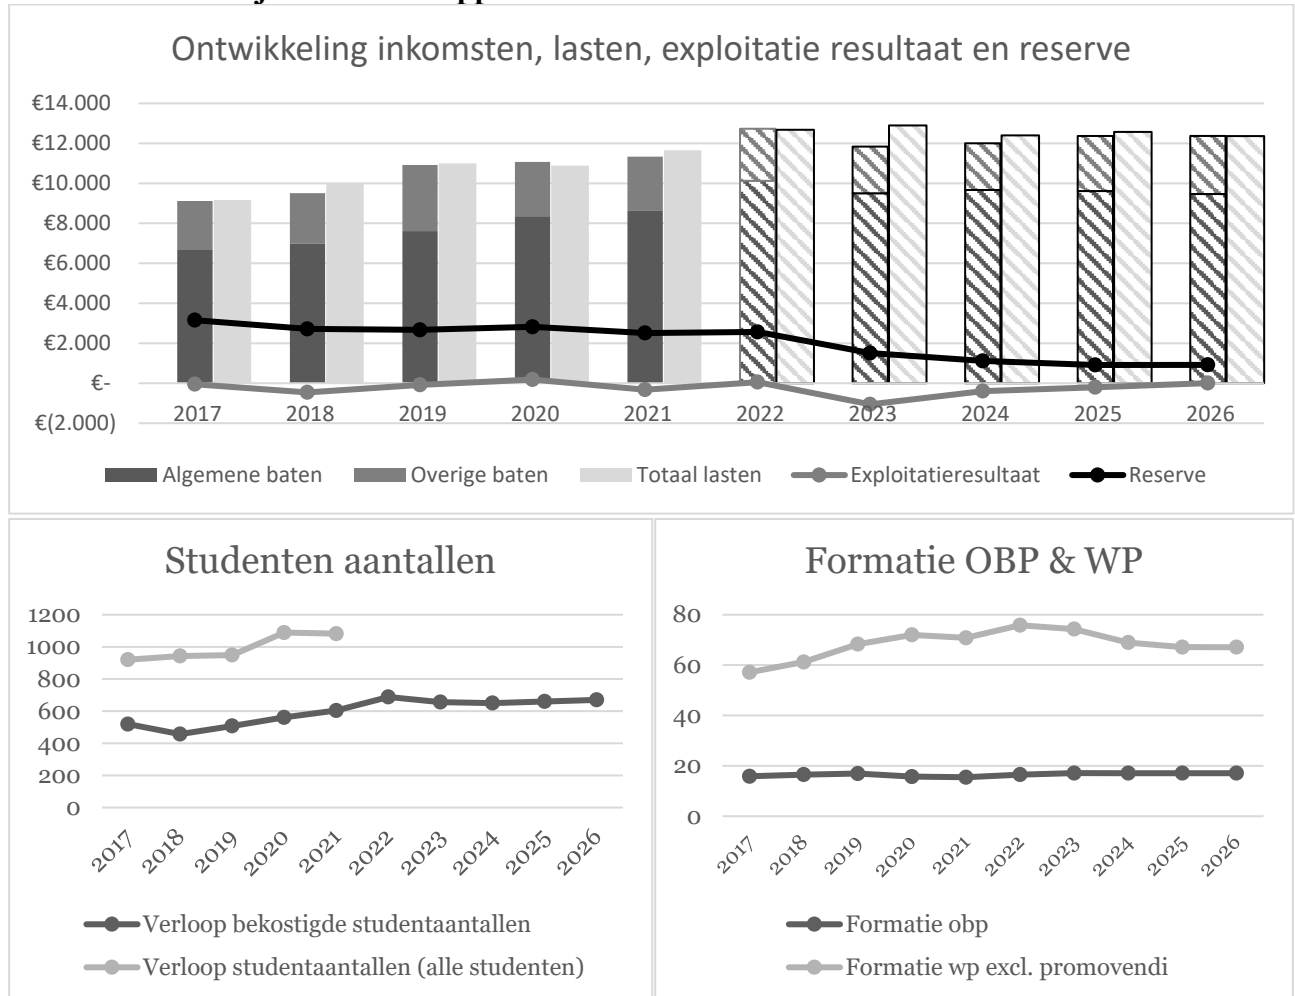 Ontwikkeling inkomsten, lasten, exploitatie resultaat en reserve
€14.000
€12.000
€10.000
€8.000
€6.000
€4.000
€2.000
€-
€(2.000)
2017 2018 2019 2020 2021 2022 2023 2024 2025 2026
Algemene baten Overige baten Totaal lasten Exploitatieresultaat Reserve
Studenten aantallen
1200
1000
800
600
400
200
0
2017 2018 2019 2020 2021 2022 2023 2024 2025 2026
Verloop bekostigde studentaantallen
Verloop studentaantallen (alle studenten)
Formatie OBP & WP
80
60
40
20
0
2017 2018 2019 2020 2021 2022 2023 2024 2025 2026
Formatie obp
Formatie wp excl. promovendi